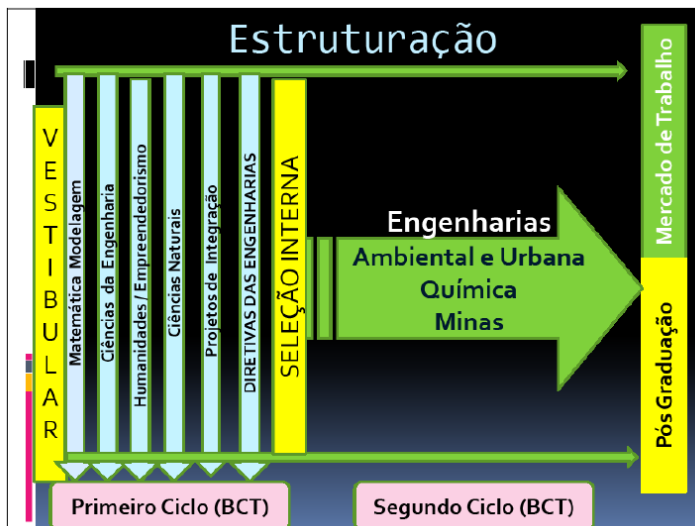 Estruturação
VESTIBULAR
Matemática Modelagem
Ciências da Engenharia
Humanidades / Empreendedorismo
Ciências Naturais
Projetos de Integração
DIRETIVAS DAS ENGENHARIAS
SELEÇÃO INTERNA
Engenharias
Ambiental e Urbana
Química
Minas
Mercado de Trabalho
Pós Graduação
Primeiro Ciclo (BCT)
Segundo Ciclo (BCT)